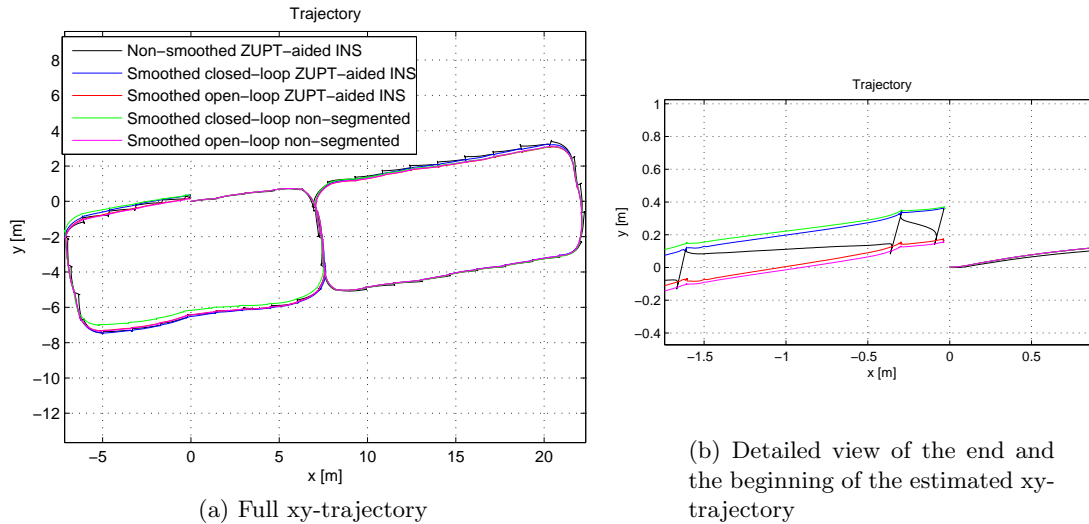 Trajectory
8
6
4
2
0
−2
−4
−6
−8
−10
−12
y [m]
Non−smoothed ZUPT−aided INS
Smoothed closed−loop ZUPT−aided INS
Smoothed open−loop ZUPT−aided INS
Smoothed closed−loop non−segmented
Smoothed open−loop non−segmented
−5 0 5 10 15 20
x [m]
(a) Full xy-trajectory
Trajectory
1
0.8
0.6
0.4
0.2
0
−0.2
−0.4
y [m]
−1.5 −1 −0.5 0 0.5
x [m]
(b) Detailed view of the end and
the beginning of the estimated xy-
trajectory